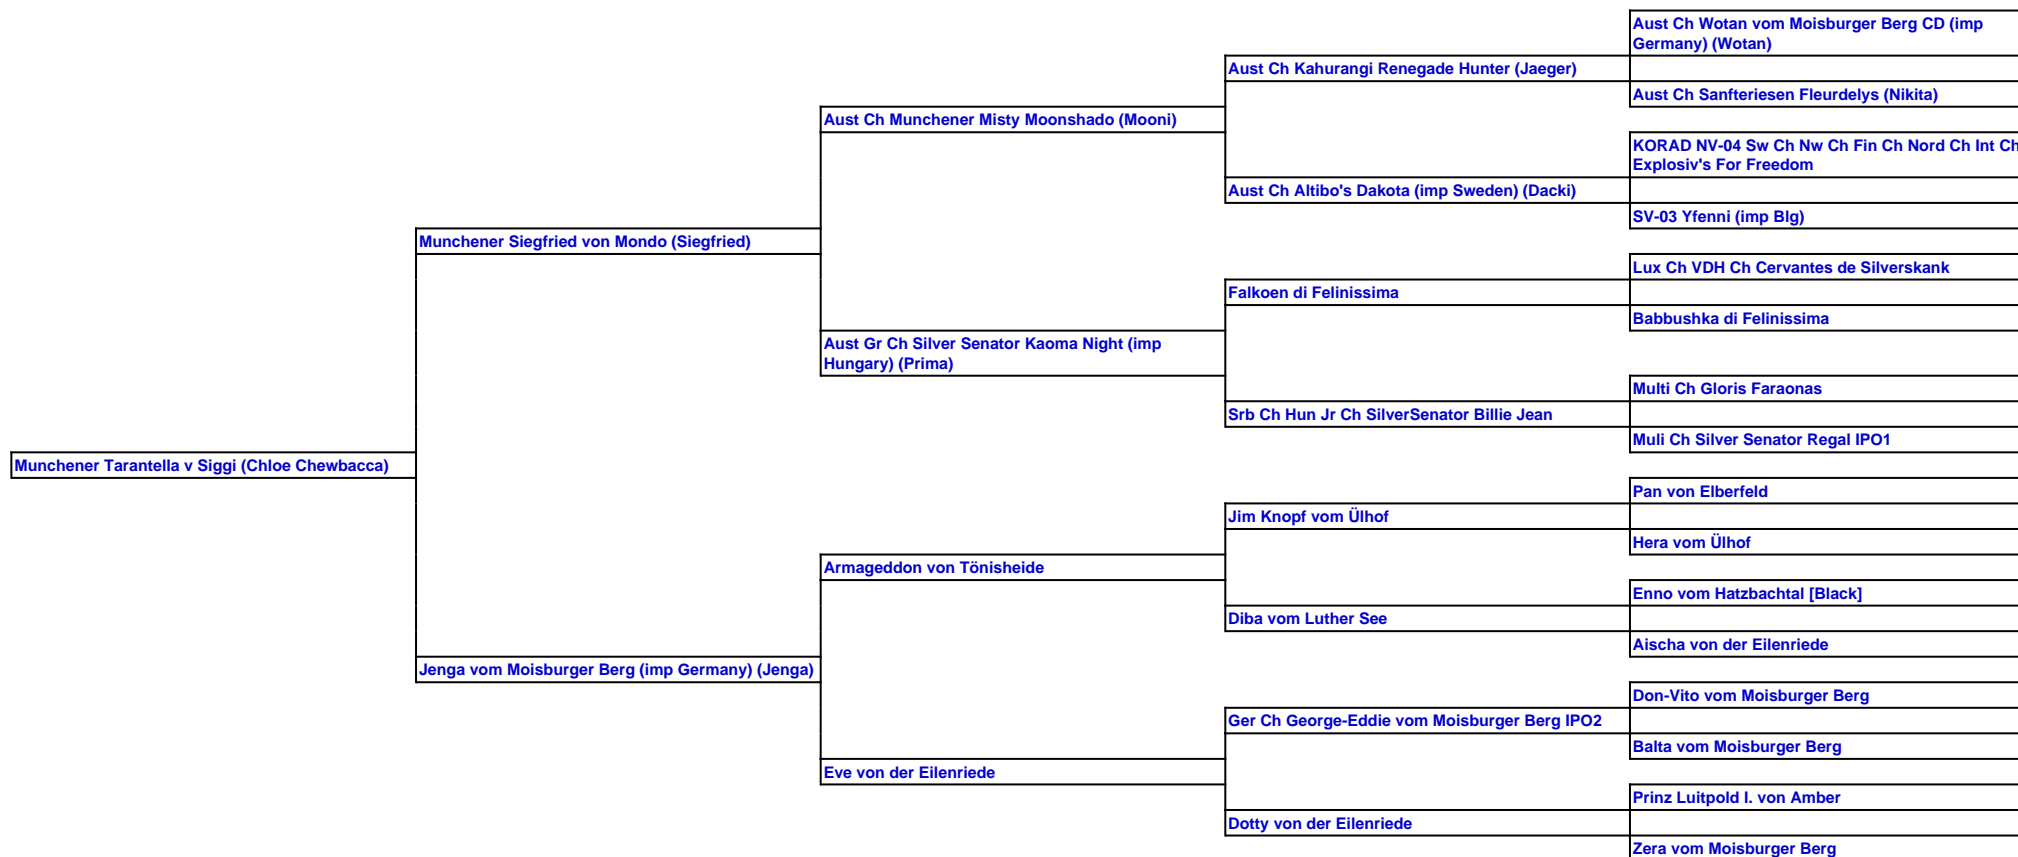 Aust Ch Wotan vom Moisburger Berg CD (imp
Germany) (Wotan)
Aust Ch Kahurangi Renegade Hunter (Jaeger)
Aust Ch Sanfteriesen Fleurdelys (Nikita)
Aust Ch Munchener Misty Moonshado (Mooni)
KORAD NV-04 Sw Ch Nw Ch Fin Ch Nord Ch Int Ch
Explosiv's For Freedom
Aust Ch Altibo's Dakota (imp Sweden) (Dacki)
SV-03 Yfenni (imp Blg)
Munchener Siegfried von Mondo (Siegfried)
Lux Ch VDH Ch Cervantes de Silverskank
Falkoen di Felinissima
Babbushka di Felinissima
Aust Gr Ch Silver Senator Kaoma Night (imp
Hungary) (Prima)
Multi Ch Gloris Faraonas
Srb Ch Hun Jr Ch SilverSenator Billie Jean
Muli Ch Silver Senator Regal IPO1
Munchener Tarantella v Siggi (Chloe Chewbacca)
Pan von Elberfeld
Jim Knopf vom Ülhof
Hera vom Ülhof
Armageddon von Tönisheide
Enno vom Hatzbachtal [Black]
Diba vom Luther See
Aischa von der Eilenriede
Jenga vom Moisburger Berg (imp Germany) (Jenga)
Don-Vito vom Moisburger Berg
Ger Ch George-Eddie vom Moisburger Berg IPO2
Balta vom Moisburger Berg
Eve von der Eilenriede
Prinz Luitpold I. von Amber
Dotty von der Eilenriede
Zera vom Moisburger Berg